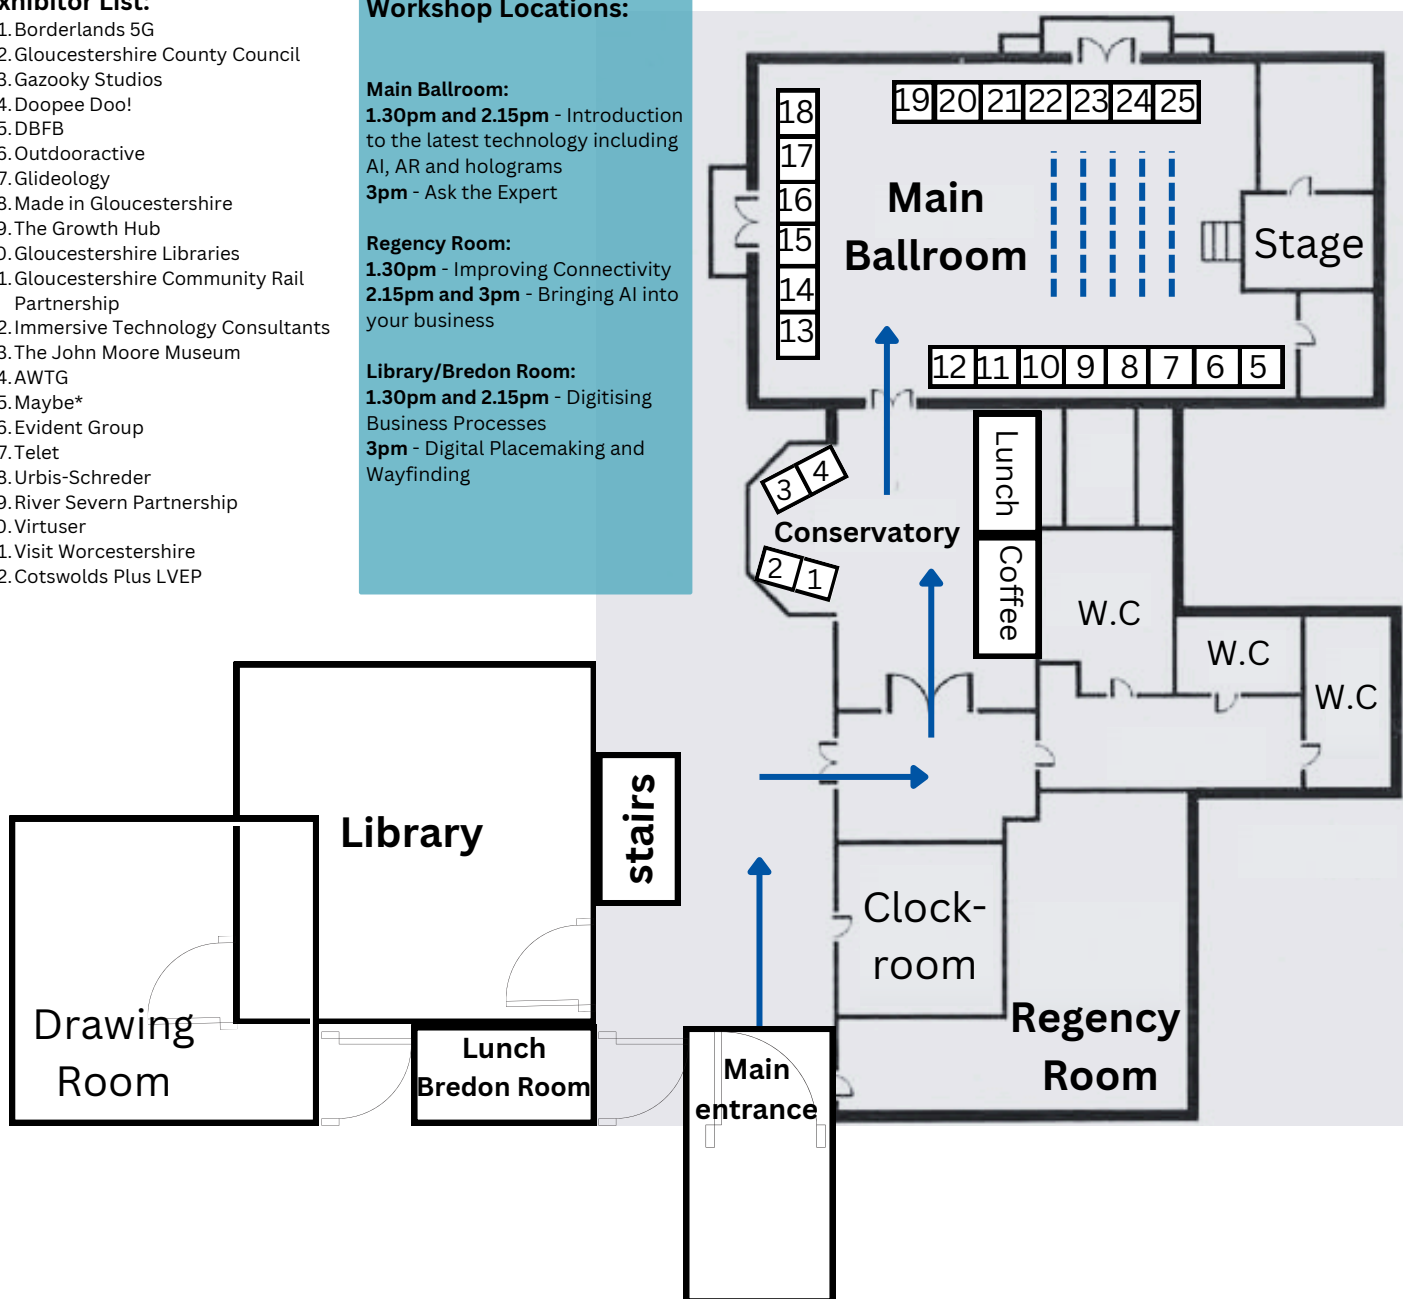 xhibitor List:
1. Borderlands 5G
2. Gloucestershire County Council
3. Gazooky Studios
4. Doopee Doo!
5. DBFB
6. Outdooractive
7. Glideology
8. Made in Gloucestershire
9. The Growth Hub
0. Gloucestershire Libraries
1. Gloucestershire Community Rail
Partnership
2. Immersive Technology Consultants
3. The John Moore Museum
4. AWTG
5. Maybe*
6. Evident Group
7. Telet
8. Urbis-Schreder
9. River Severn Partnership
0. Virtuser
1. Visit Worcestershire
2. Cotswolds Plus LVEP
Workshop Locations:
Main Ballroom:
1.30pm and 2.15pm - Introduction
to the latest technology including
AI, AR and holograms
3pm - Ask the Expert
Regency Room:
1.30pm - Improving Connectivity
2.15pm and 3pm - Bringing AI into
your business
Library/Bredon Room:
1.30pm and 2.15pm - Digitising
Business Processes
3pm - Digital Placemaking and
Wayfinding
19 20 21 22 23 24 25
18
17
16
15
14
13
Main
Ballroom
Stage
12 11 10 9 8 7 6 5
3 4
Conservatory
2 1
Lunch
Coffee
W.C
W.C
W.C
Library
stairs
Clock-
room
Drawing
Room
Lunch
Bredon Room
Main
entrance
Regency
Room